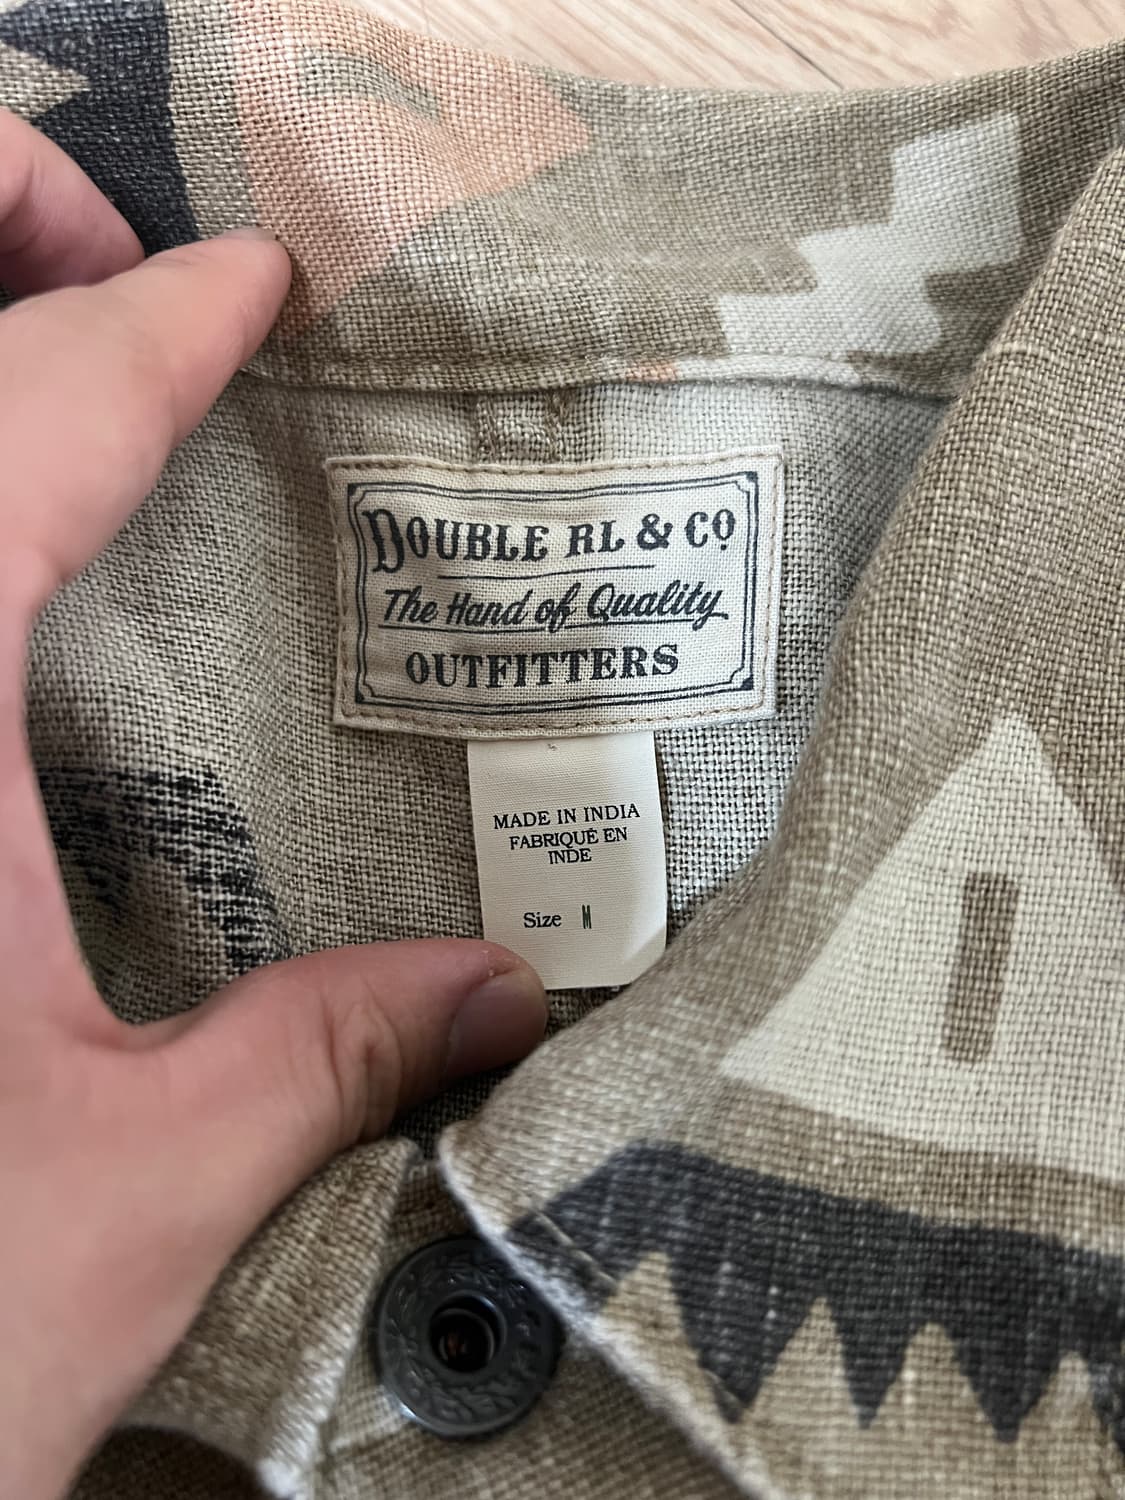 DOUBLE RL & Cº
The Hand of Quality
OUTFITTERS
MADE IN INDIA
FABRIQUÉ EN
INDE
Size M